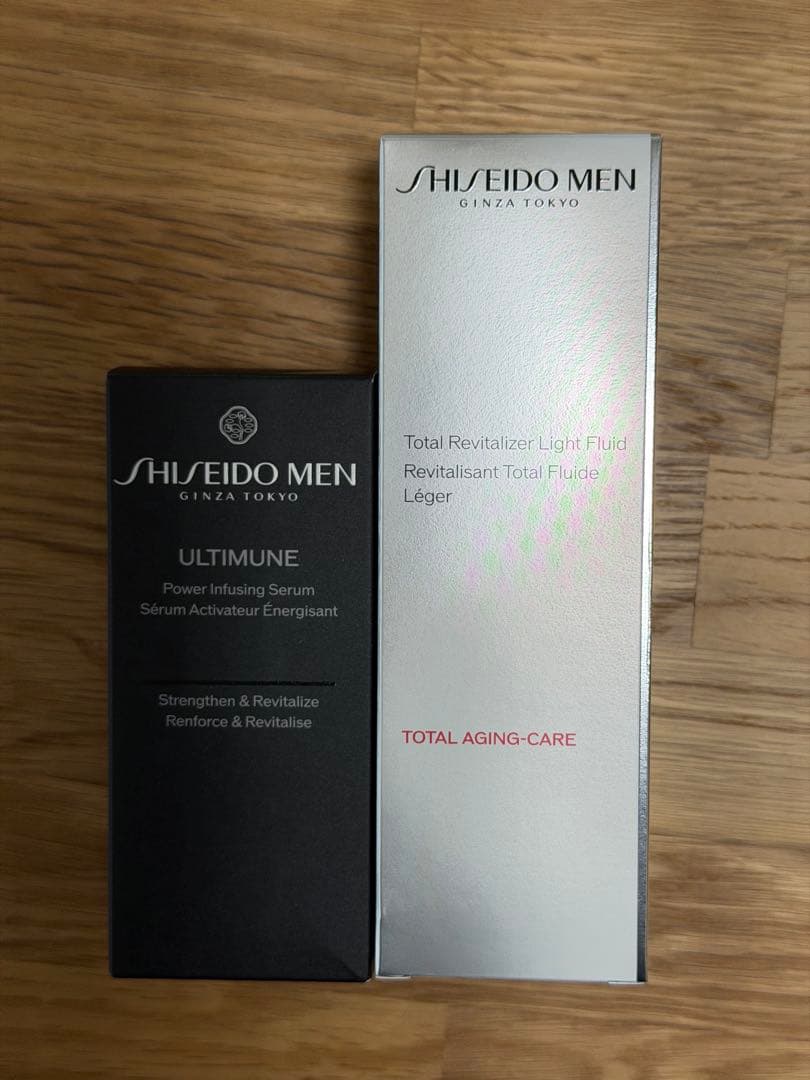 SHISEIDO MEN
GINZA TOKYO
ULTIMUNE
Power Infusing Serum
Sérum Activateur Énergisant
Strengthen & Revitalize
Renforce & Revitalise
SHISEIDO MEN
GINZA TOKYO
Total Revitalizer Light Fluid
Revitalisant Total Fluide
Léger
TOTAL AGING-CARE